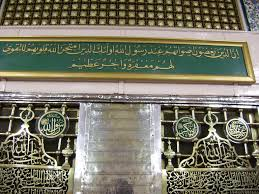 إن الذين يغضون أصواتهم عند رسول الله أولئك الذين امتحن الله قلوبهم للتقوى
لهم مغفرة وأجر عظيم